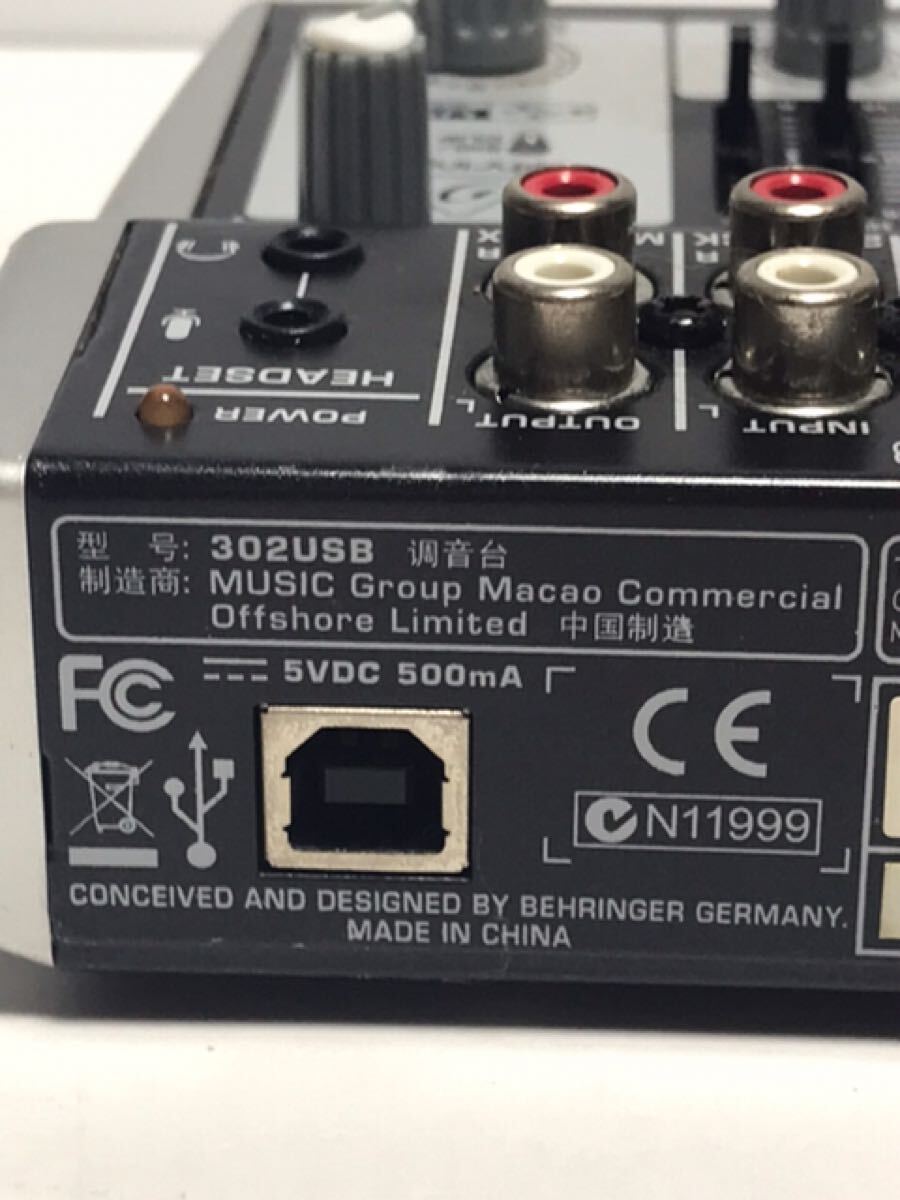 HEADSET
POWER
OUTPUT
INPUT
型 号: 302USB 调音台
制造商: MUSIC Group Macao Commercial
Offshore Limited 中国制造
FC
5VDC 500mA
CE
N11999
CONCEIVED AND DESIGNED BY BEHRINGER GERMANY.
MADE IN CHINA